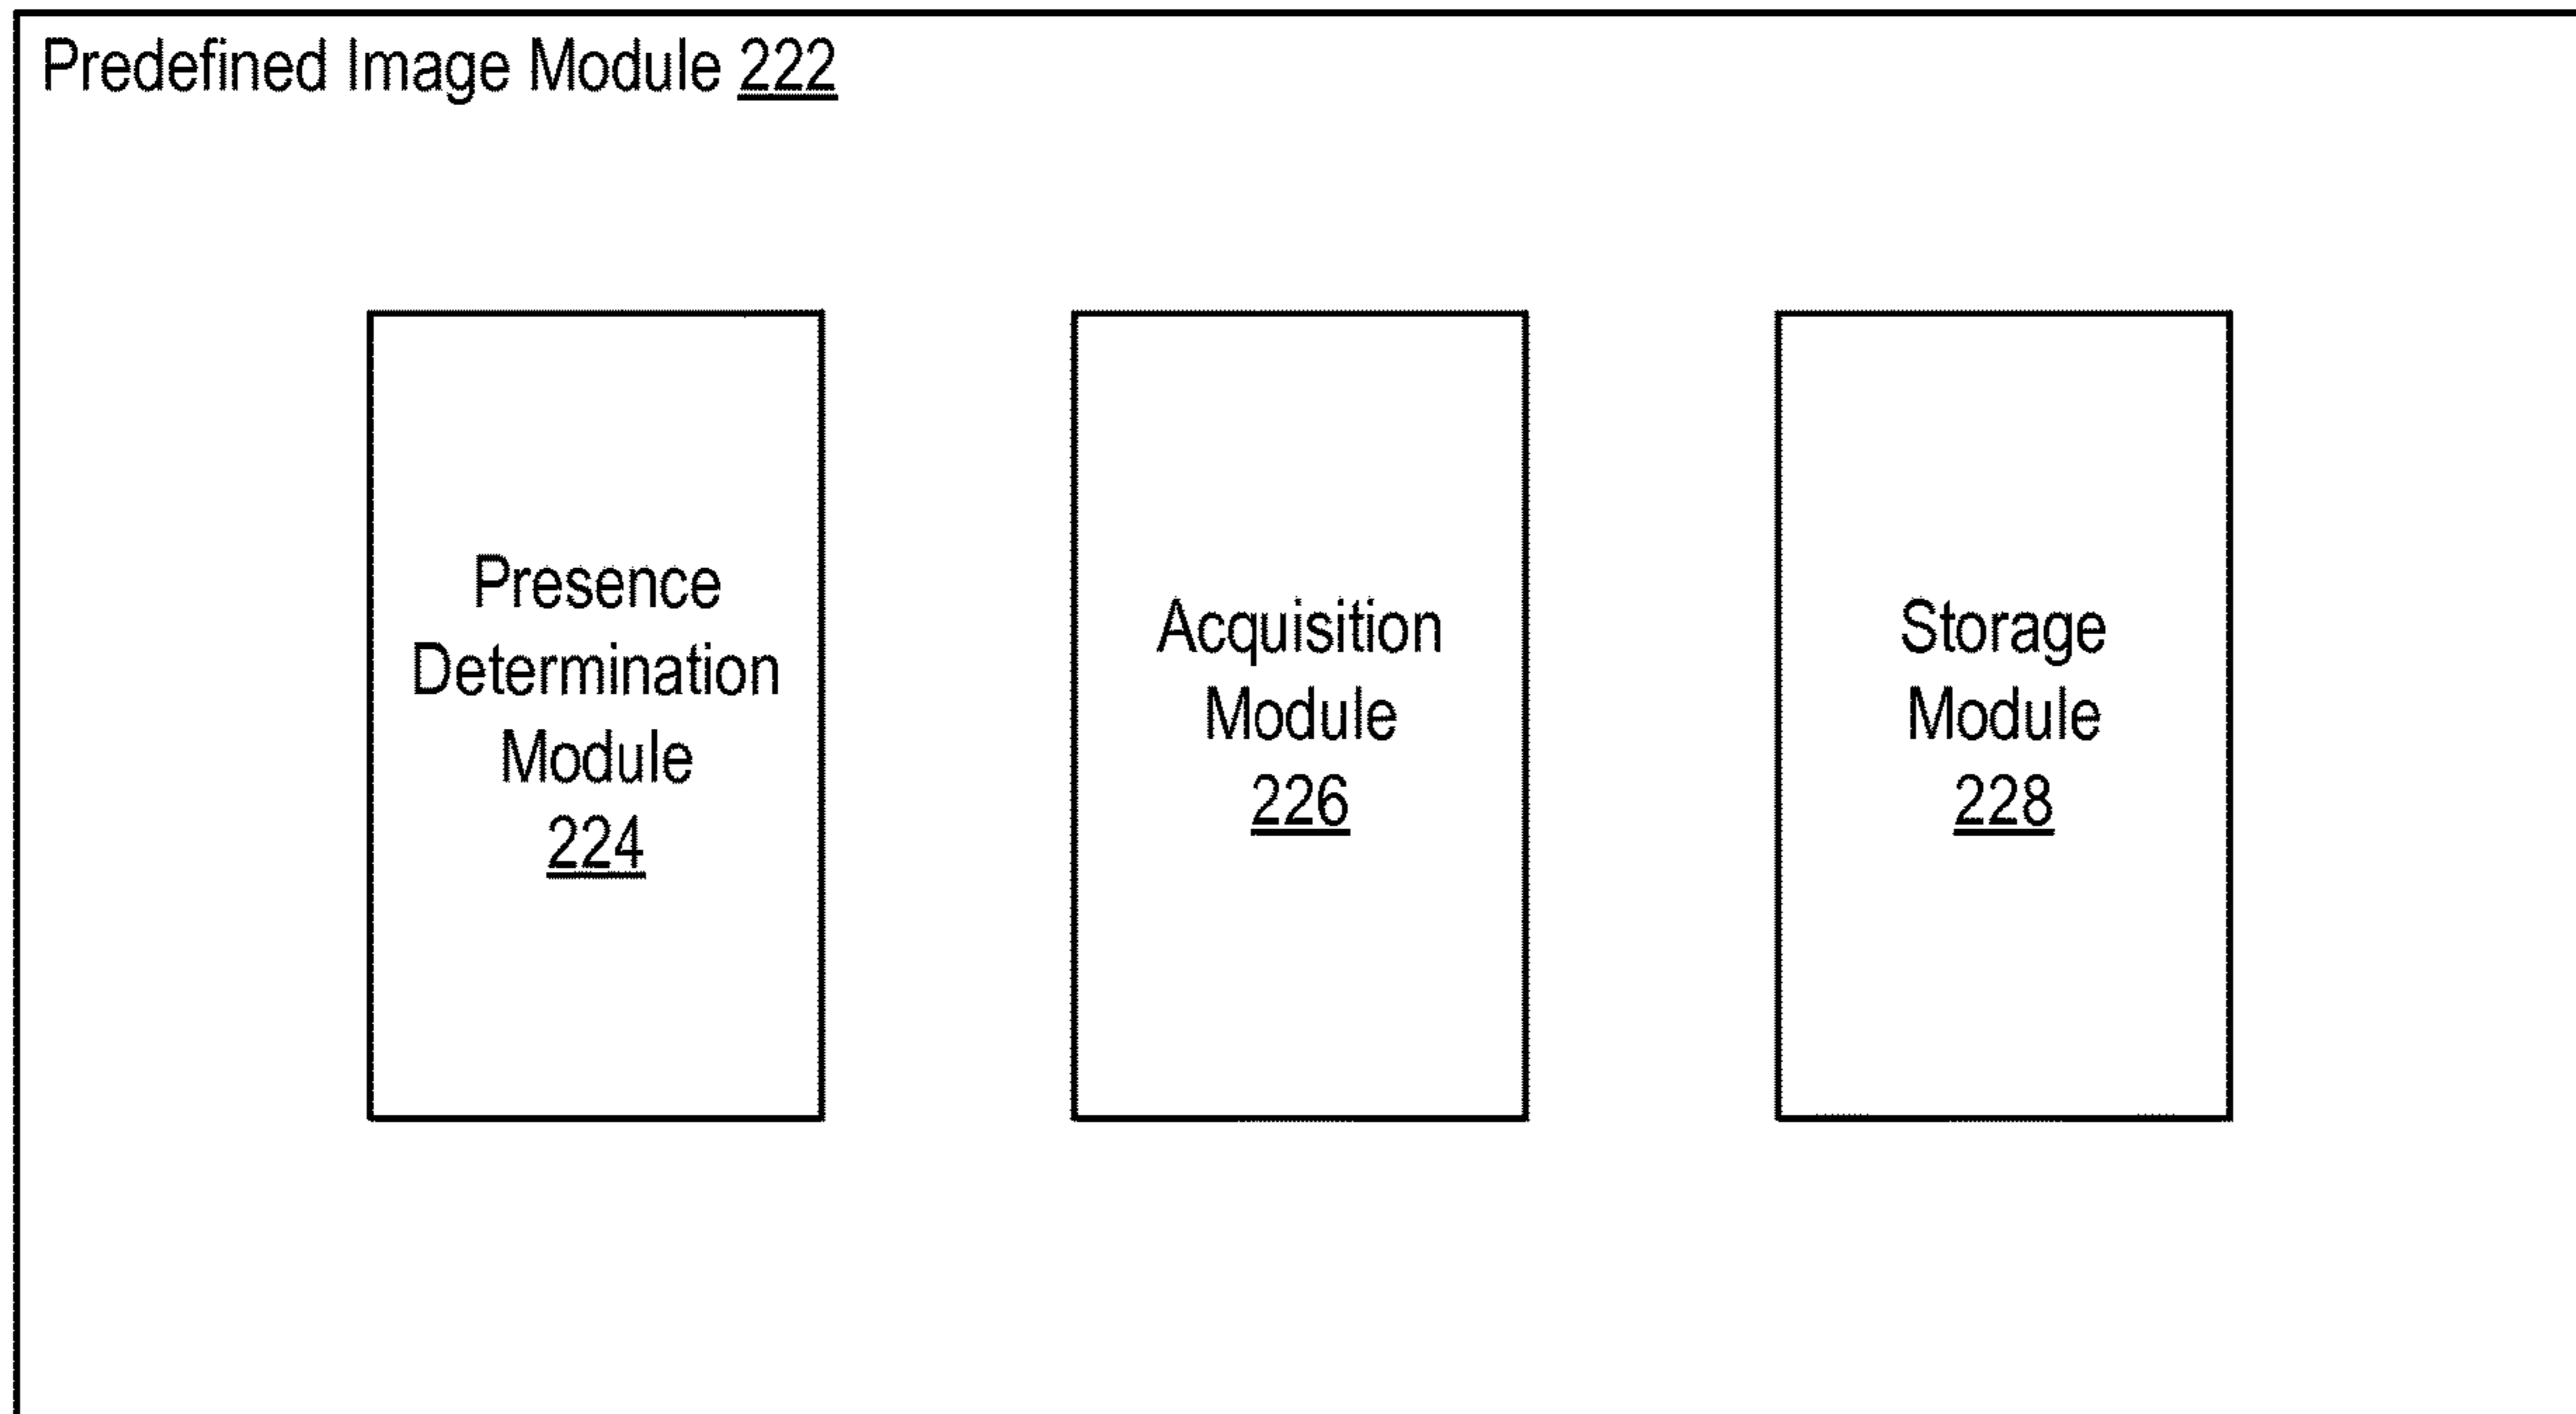 Predefined Image Module 222
Presence
Determination
Module
224
Acquisition
Module
226
Storage
Module
228